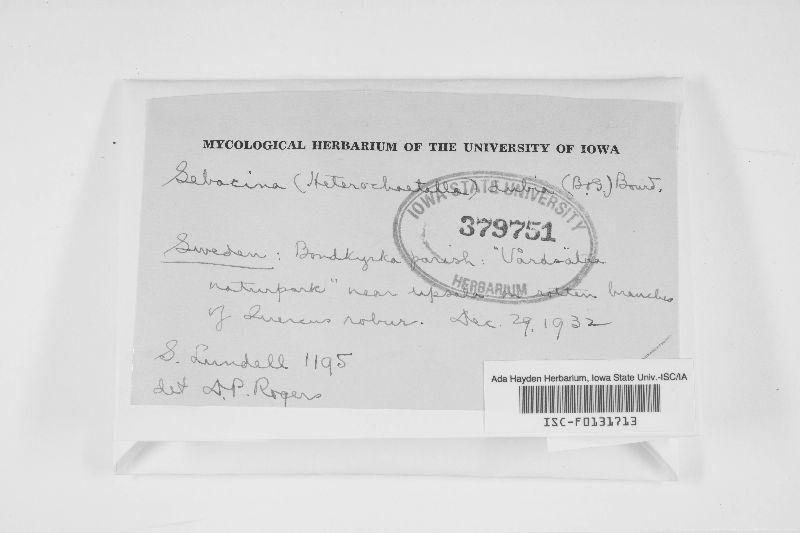 MYCOLOGICAL HERBARIUM OF THE UNIVERSITY OF IOWA
Sebacina (Heterochaetella) dubia (B.&G.) Bourd.
IOWA STATE UNIVERSITY
379751
HERBARIUM
Sweden: Bondkyrka parish: "Vårdsätra
naturpark" near Upsala on rotten branches
of Quercus robur. Dec. 29, 1932
S. Lundell 1195
det D.P. Rogers
Ada Hayden Herbarium, Iowa State Univ.-ISC/IA
ISC-F0131713